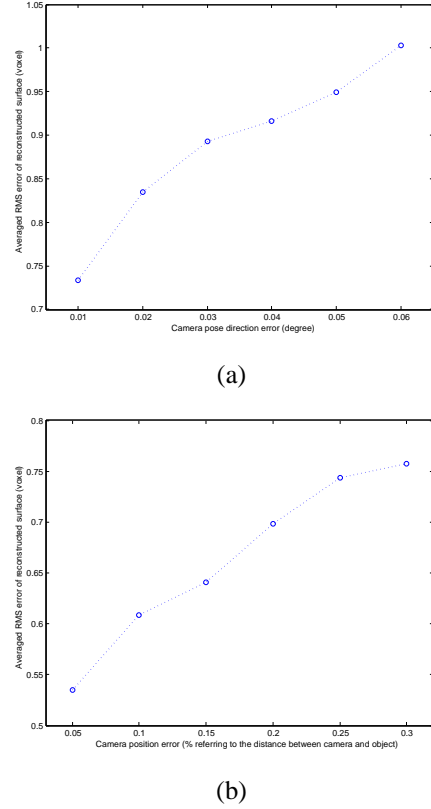 1.05
1
0.95
0.9
0.85
0.8
0.75
0.7
Averaged RMS error of reconstructed surface (voxel)
0.01 0.02 0.03 0.04 0.05 0.06
Camera pose direction error (degree)
(a)
0.8
0.75
0.7
0.65
0.6
0.55
0.5
Averaged RMS error of reconstructed surface (voxel)
0.05 0.1 0.15 0.2 0.25 0.3
Camera position error (% referring to the distance between camera and object)
(b)